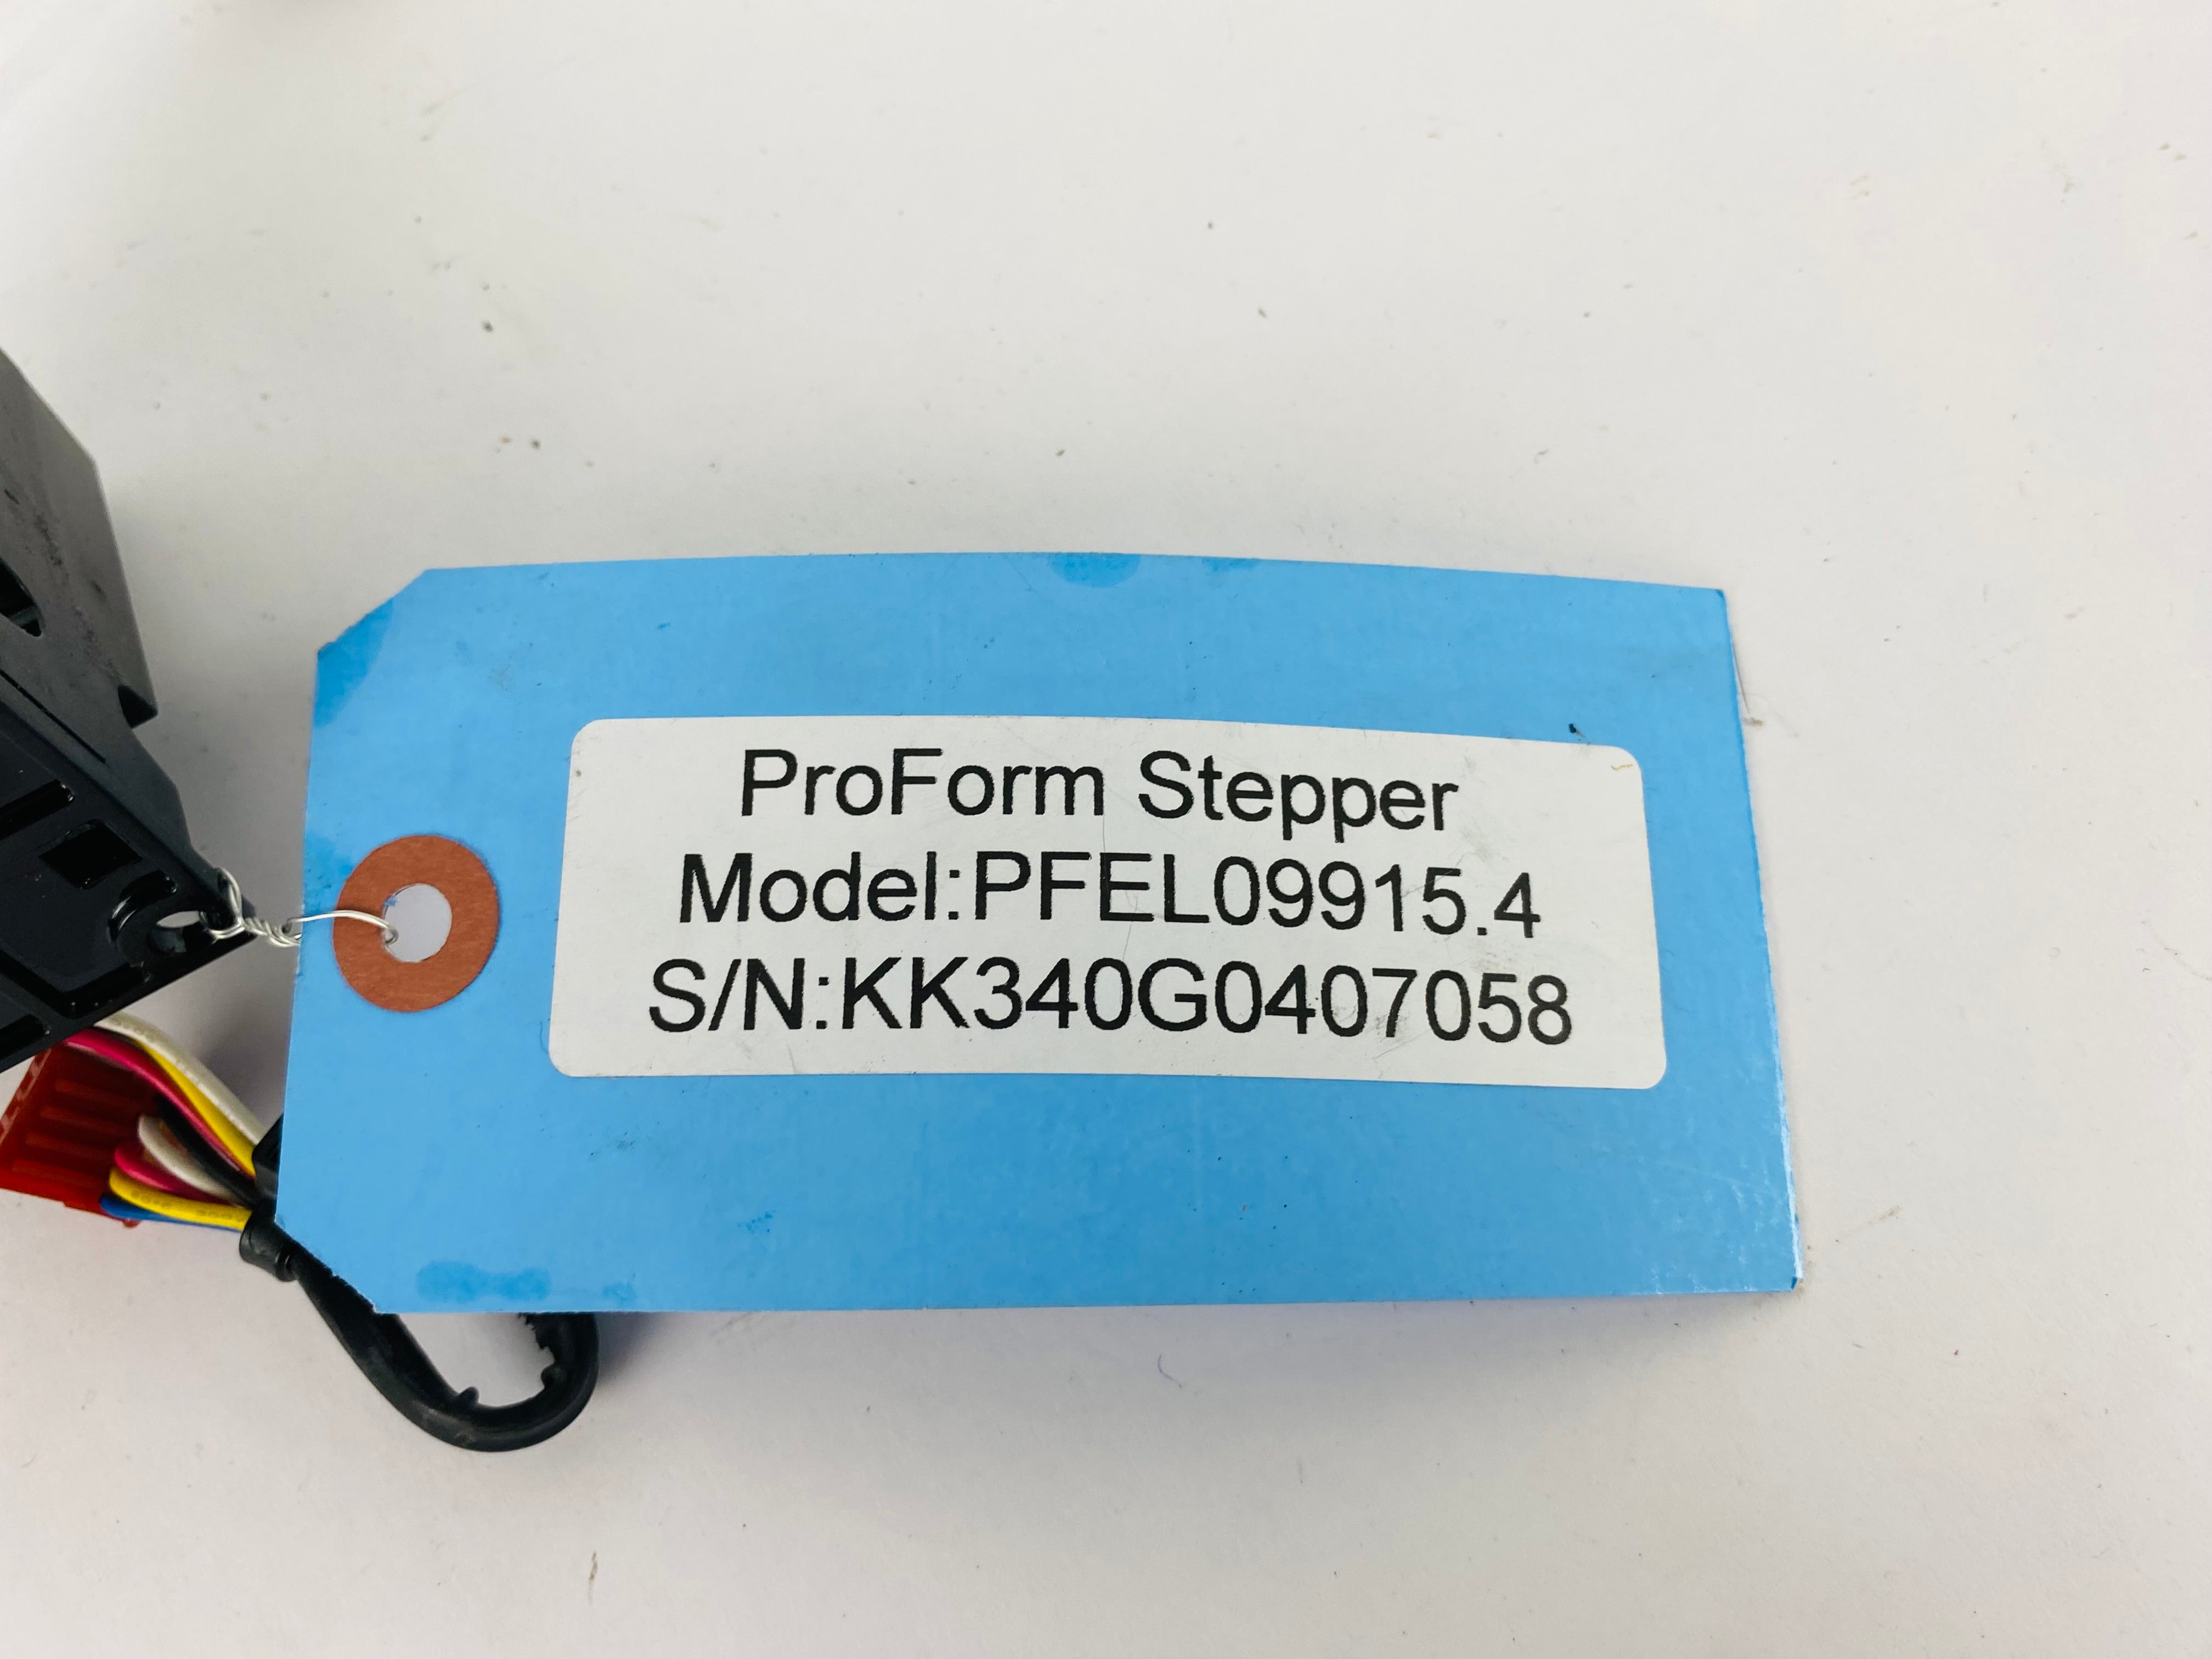 ProForm Stepper
Model:PFEL09915.4
S/N:KK340G0407058